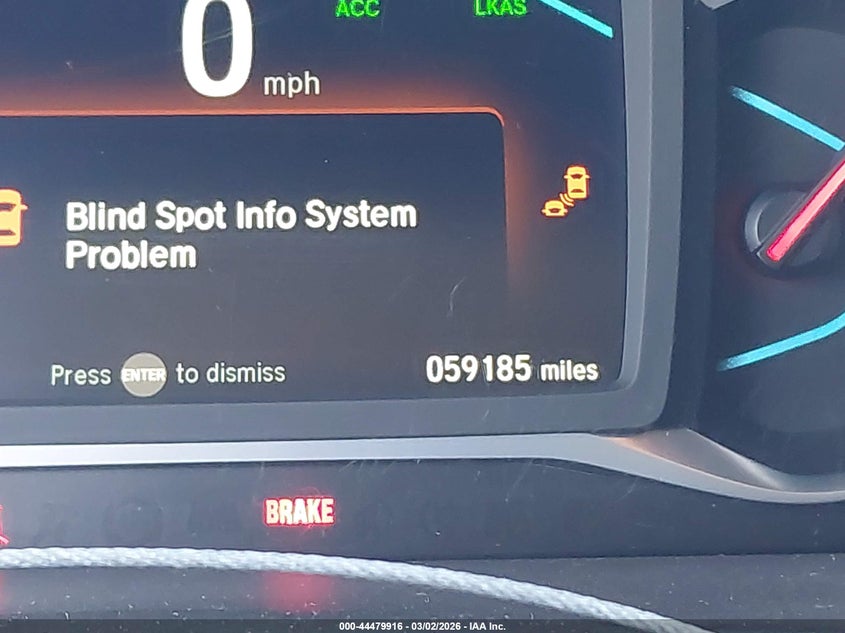 ACC LKAS
0 mph
Blind Spot Info System
Problem
Press ENTER to dismiss
059185 miles
BRAKE
000-44479916 - 03/02/2026 - IAA Inc.